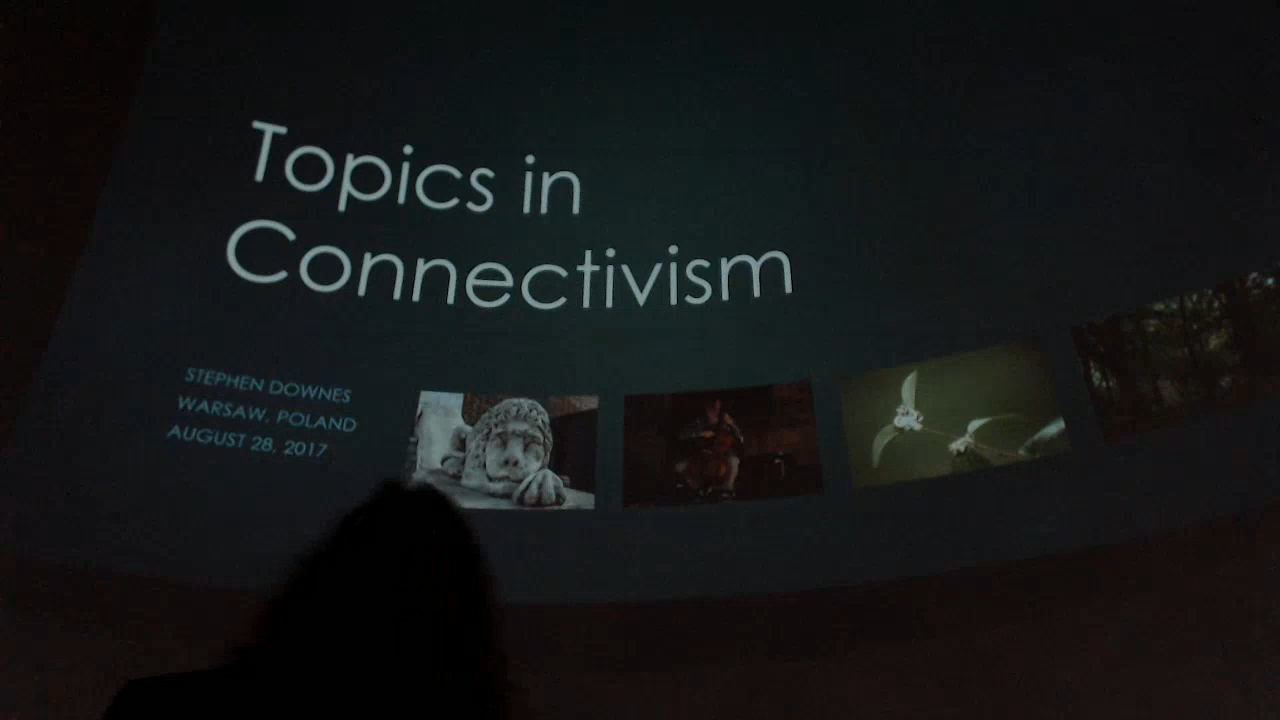 Topics in
Connectivism
STEPHEN DOWNES
WARSAW, POLAND
AUGUST 28, 2017